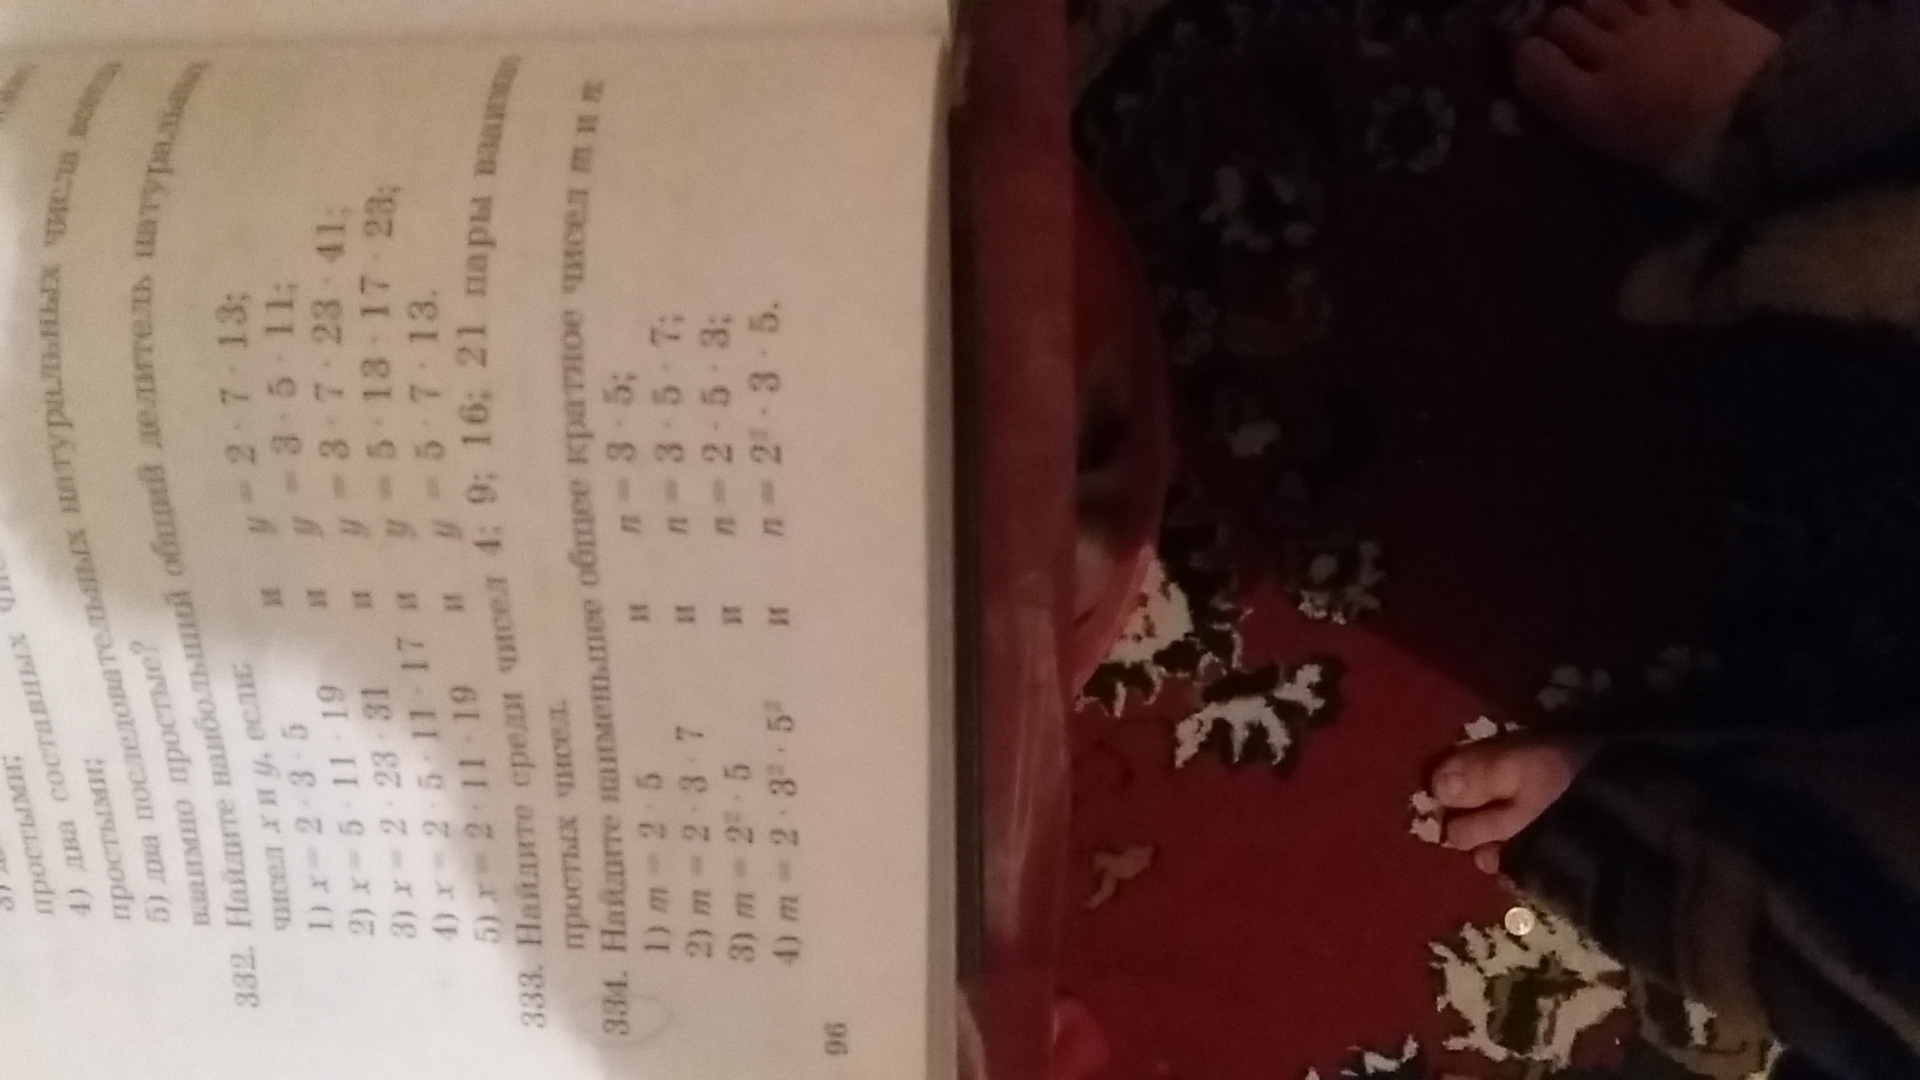 простыми;
4) два составных натуральных числа
простыми;
5) два последовательных натуральных числа
взаимно простые?
332. Найдите наибольший общий делитель натуральных
чисел x и y, если:
1) x = 2 · 3 · 5 и y = 2 · 7 · 13;
2) x = 5 · 11 · 19 и y = 3 · 5 · 11;
3) x = 2 · 23 · 31 и y = 3 · 7 · 23 · 41;
4) x = 2 · 5 · 11 · 17 и y = 5 · 13 · 17 · 23;
5) x = 2 · 11 · 19 и y = 5 · 7 · 13.
333. Найдите среди чисел 4; 9; 16; 21 пары взаимно
простых чисел.
334. Найдите наименьшее общее кратное чисел m и n
1) m = 2 · 5 и n = 3 · 5;
2) m = 2 · 3 · 7 и n = 3 · 5 · 7;
3) m = 2² · 5 и n = 2 · 5 · 3;
4) m = 2 · 3² · 5² и n = 2² · 3 · 5.
96